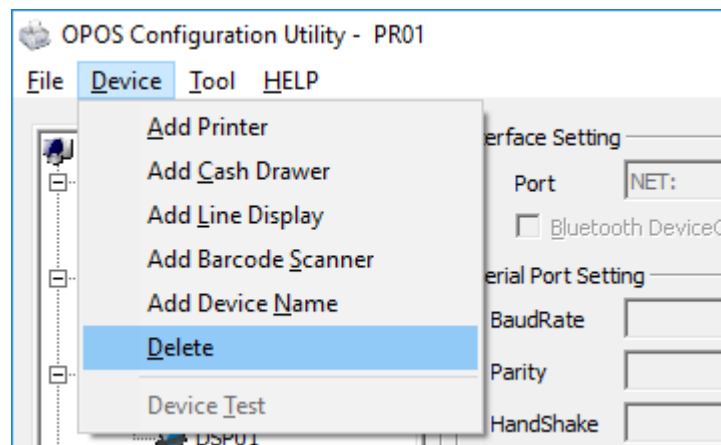 OPOS Configuration Utility - PR01
File Device Tool HELP
Add Printer
Add Cash Drawer
Add Line Display
Add Barcode Scanner
Add Device Name
Delete
Device Test
erface Setting
Port NET:
Bluetooth Device
erial Port Setting
BaudRate
Parity
HandShake
DSP01